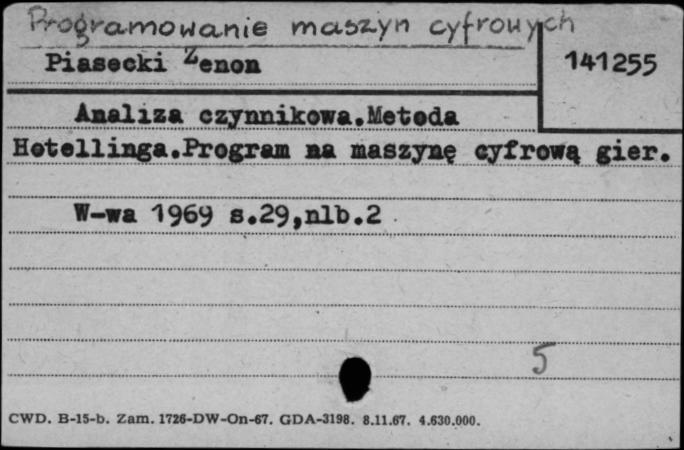 Programowanie maszyn cyfrowych
Piasecki Zenon
141255
Analiza czynnikowa.Metoda
Hotellinga.Program na maszynę cyfrową gier.
W-wa 1969 s.29,nlb.2
5
CWD. B-15-b. Zam. 1726-DW-On-67. GDA-3198. 8.11.67. 4.630.000.